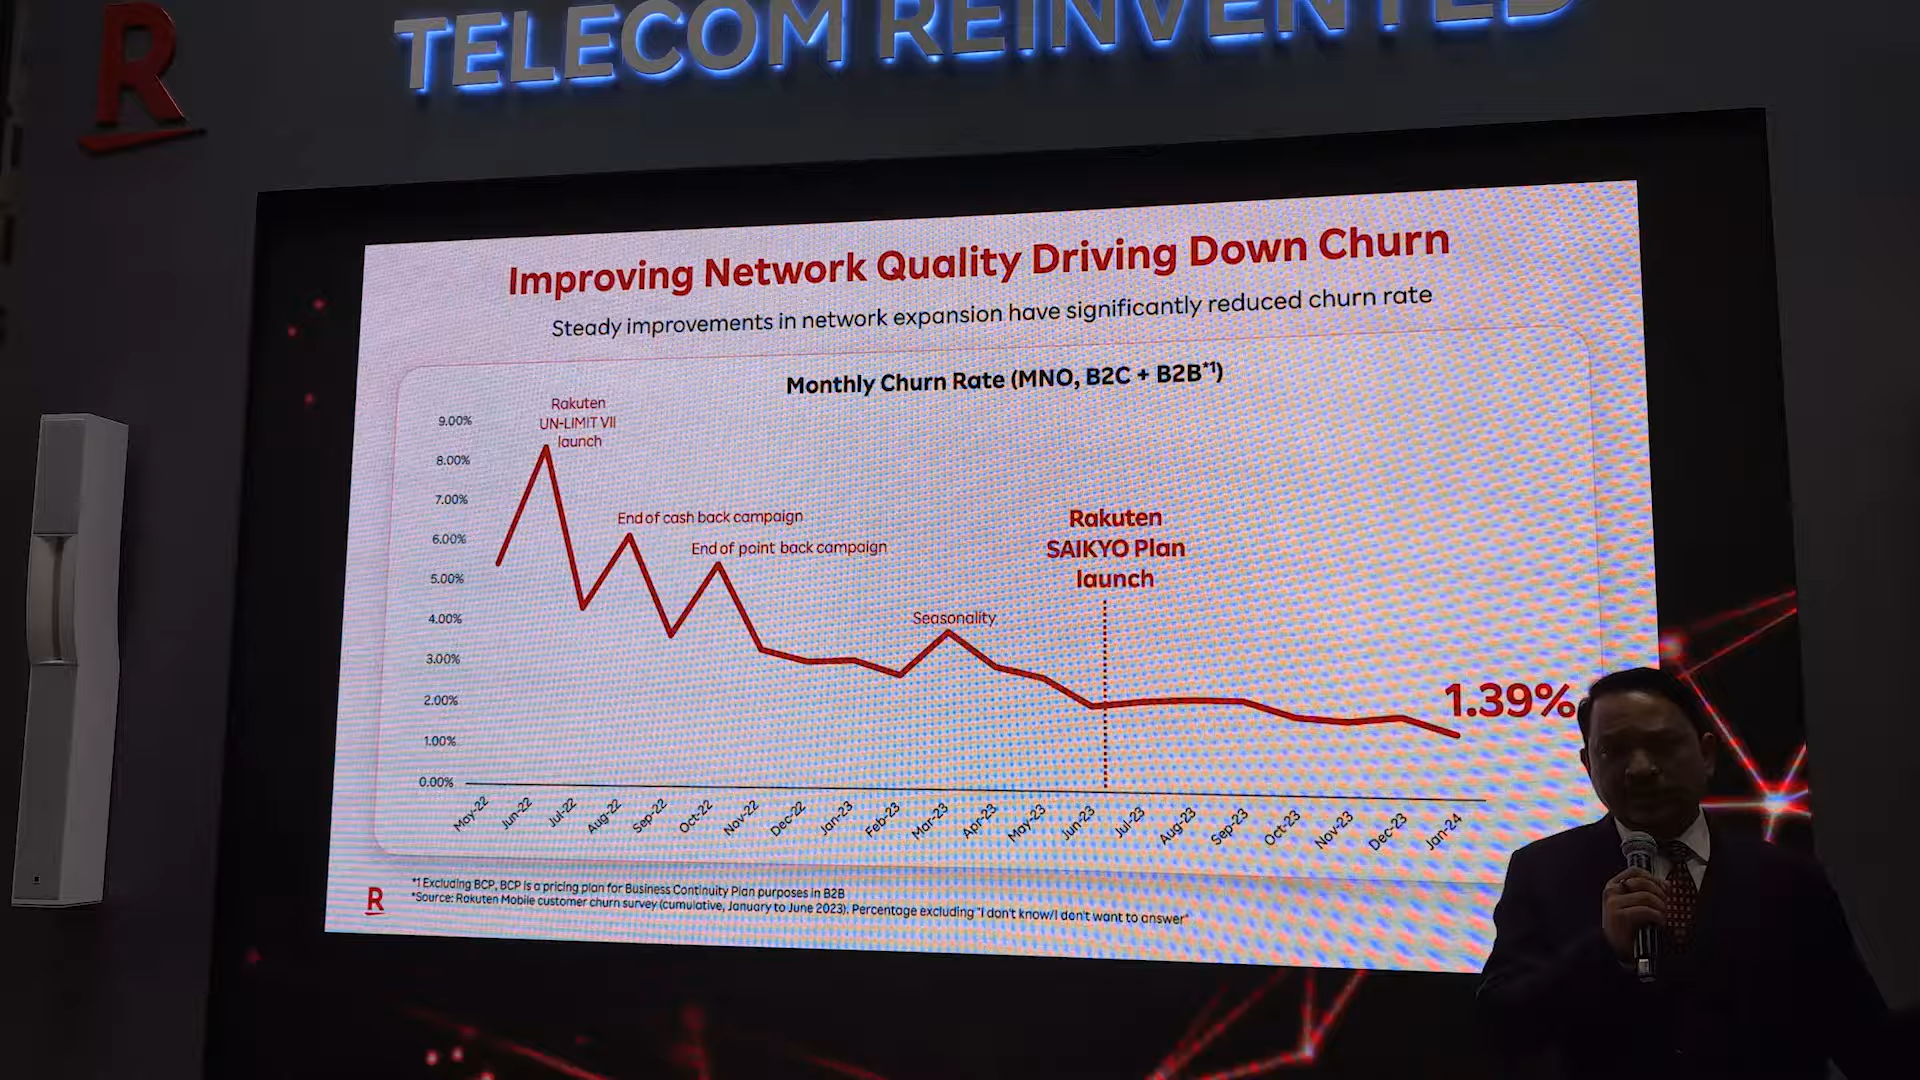 R
TELECOM REINVENTED
Improving Network Quality Driving Down Churn
Steady improvements in network expansion have significantly reduced churn rate
Monthly Churn Rate (MNO, B2C + B2B*1)
9.00%
8.00%
7.00%
6.00%
5.00%
4.00%
3.00%
2.00%
1.00%
0.00%
Rakuten
UN-LIMIT VII
launch
End of cash back campaign
End of point back campaign
Seasonality
Rakuten
SAIKYO Plan
launch
1.39%
May-22
Jun-22
Jul-22
Aug-22
Sep-22
Oct-22
Nov-22
Dec-22
Jan-23
Feb-23
Mar-23
Apr-23
May-23
Jun-23
Jul-23
Aug-23
Sep-23
Oct-23
Nov-23
Dec-23
Jan-24
R
*1 Excluding BCP, BCP is a pricing plan for Business Continuity Plan purposes in B2B
*Source: Rakuten Mobile customer churn survey (cumulative, January to June 2023). Percentage excluding "I don't know/I don't want to answer"